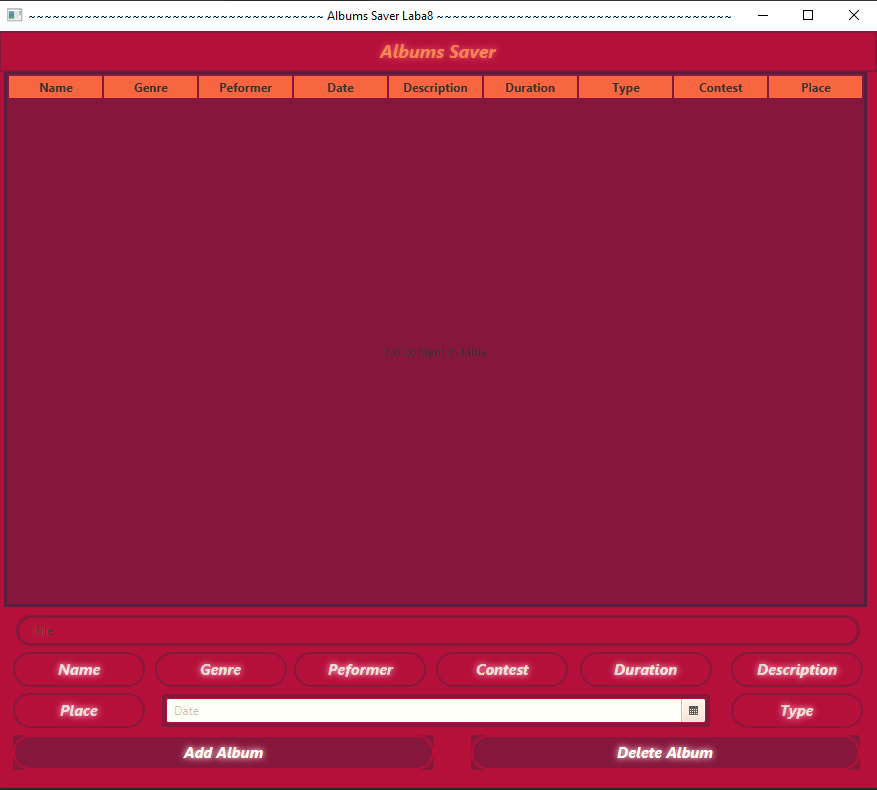 ~~~~~~~~~~~~~~~~~~~~~~~~~~~~~~~~~~~~~ Albums Saver Laba8 ~~~~~~~~~~~~~~~~~~~~~~~~~~~~~~~~~~~~~
Albums Saver
Name Genre Peformer Date Description Duration Type Contest Place
No content in table
File
Name Genre Peformer Contest Duration Description
Place Date Type
Add Album Delete Album